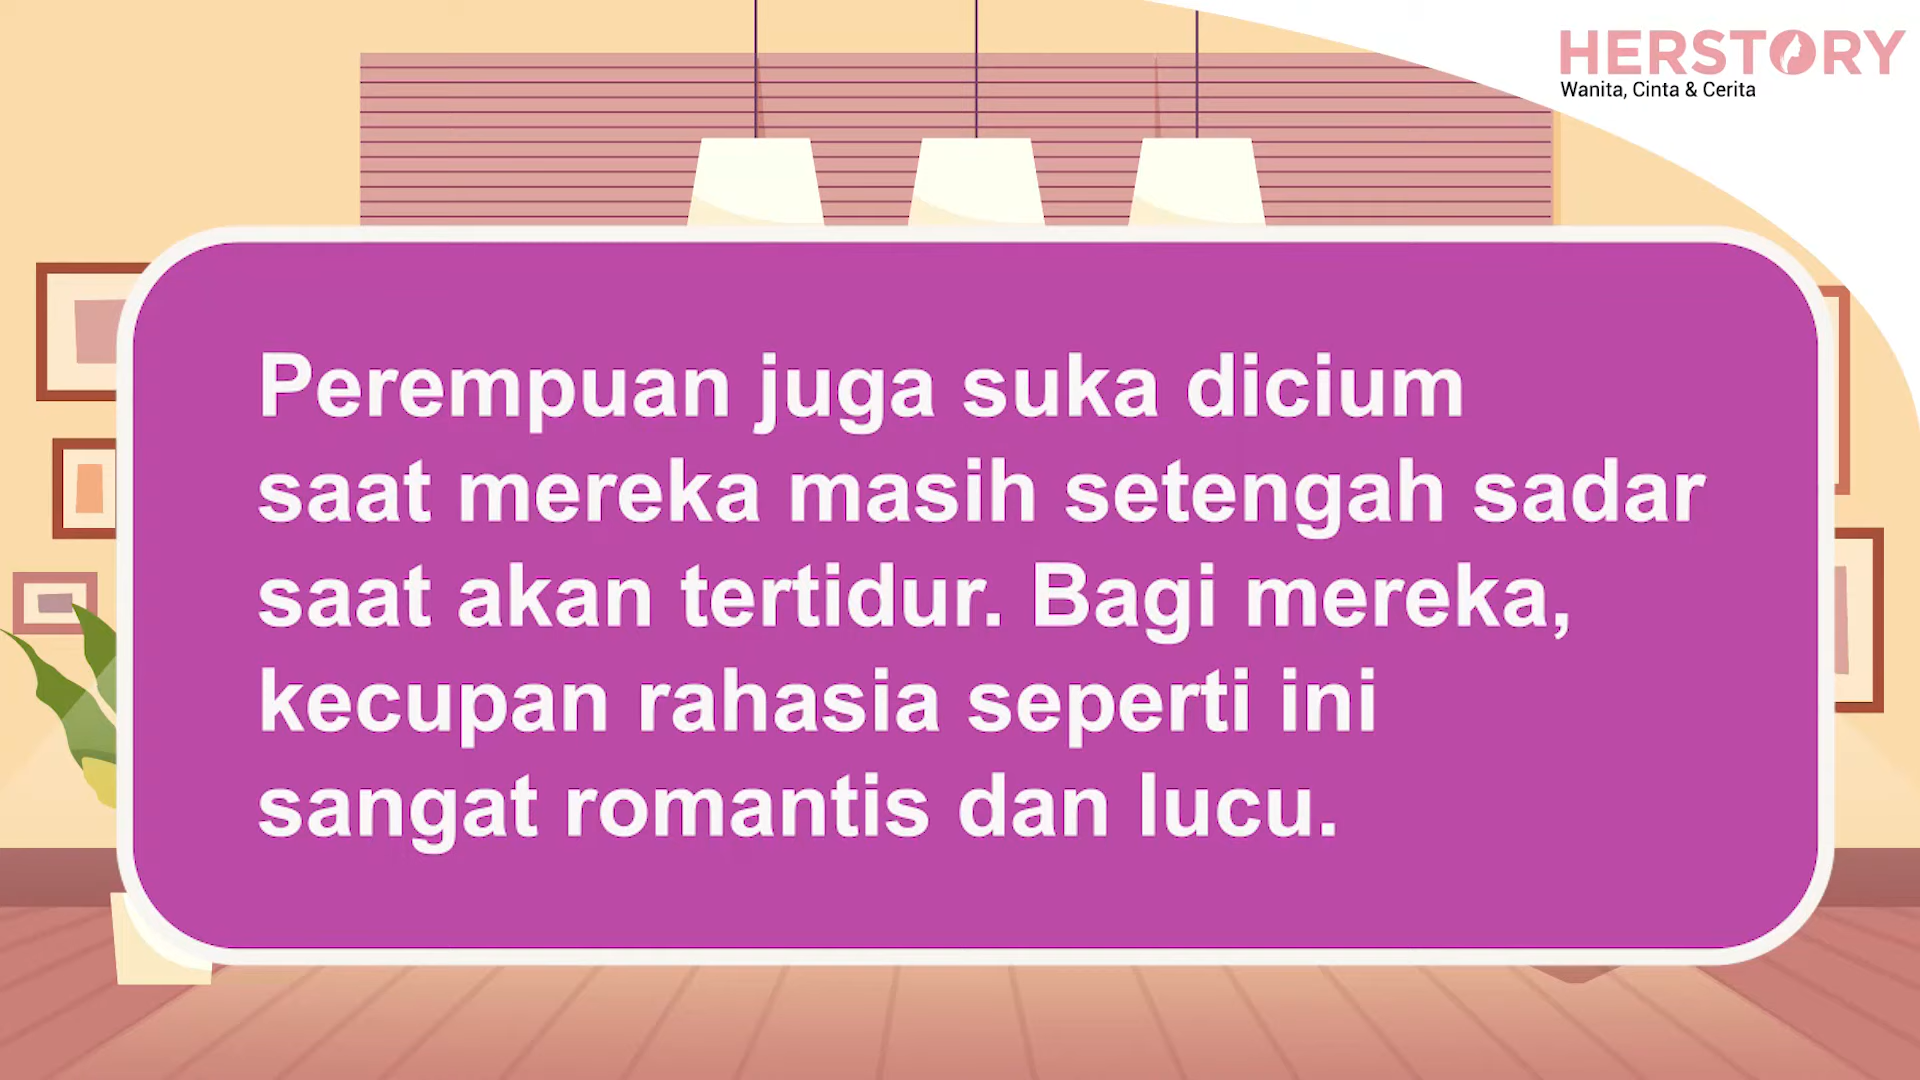 HERSTORY
Wanita, Cinta & Cerita
Perempuan juga suka dicium
saat mereka masih setengah sadar
saat akan tertidur. Bagi mereka,
kecupan rahasia seperti ini
sangat romantis dan lucu.